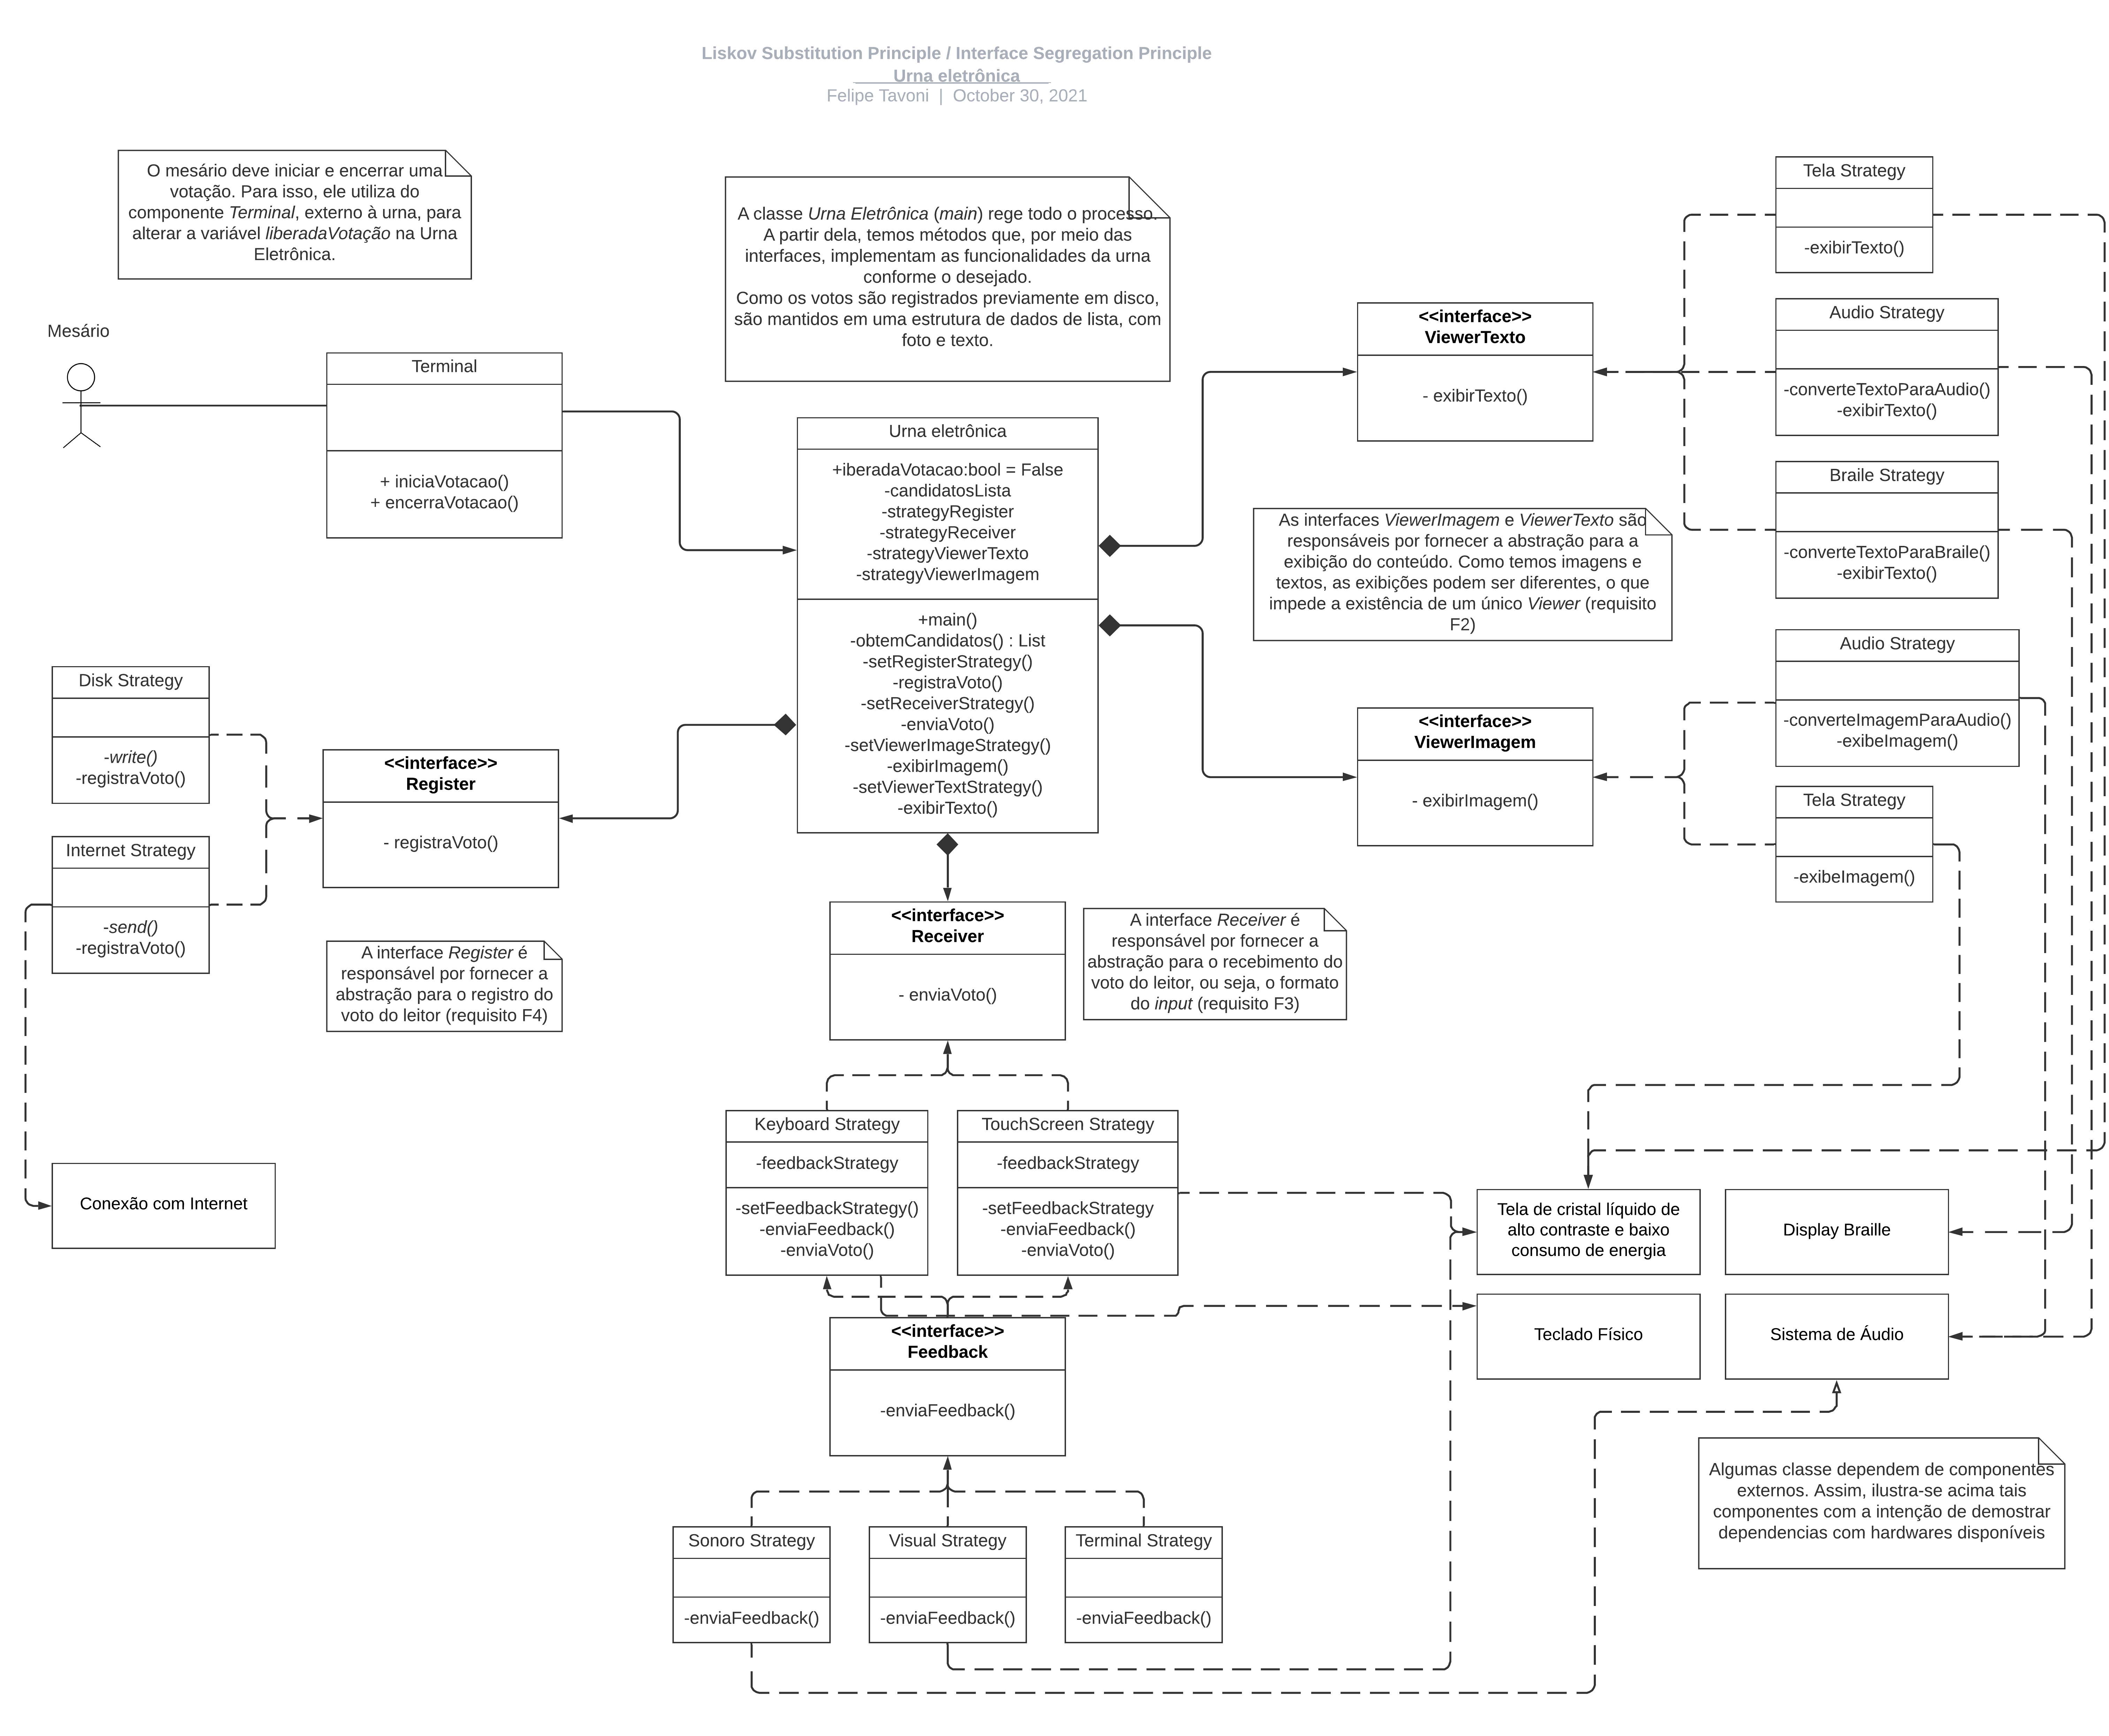 Liskov Substitution Principle / Interface Segregation Principle
Urna eletrônica
Felipe Tavoni | October 30, 2021
O mesário deve iniciar e encerrar uma
votação. Para isso, ele utiliza do
componente Terminal, externo à urna, para
alterar a variável liberadaVotação na Urna
Eletrônica.
A classe Urna Eletrônica (main) rege todo o processo.
A partir dela, temos métodos que, por meio das
interfaces, implementam as funcionalidades da urna
conforme o desejado.
Como os votos são registrados previamente em disco,
são mantidos em uma estrutura de dados de lista, com
foto e texto.
Mesário
Terminal
+ iniciaVotacao()
+ encerraVotacao()
Urna eletrônica
+iberadaVotacao:bool = False
-candidatosLista
-strategyRegister
-strategyReceiver
-strategyViewerTexto
-strategyViewerImagem
+main()
-obtemCandidatos() : List
-setRegisterStrategy()
-registraVoto()
-setReceiverStrategy()
-enviaVoto()
-setViewerImageStrategy()
-exibirImagem()
-setViewerTextStrategy()
-exibirTexto()
<<interface>>
ViewerTexto
- exibirTexto()
Tela Strategy
-exibirTexto()
Audio Strategy
-converteTextoParaAudio()
-exibirTexto()
Braile Strategy
-converteTextoParaBraile()
-exibirTexto()
As interfaces ViewerImagem e ViewerTexto são
responsáveis por fornecer a abstração para a
exibição do conteúdo. Como temos imagens e
textos, as exibições podem ser diferentes, o que
impede a existência de um único Viewer (requisito
F2)
Audio Strategy
-converteImagemParaAudio()
-exibeImagem()
<<interface>>
ViewerImagem
- exibirImagem()
Tela Strategy
-exibeImagem()
Disk Strategy
-write()
-registraVoto()
<<interface>>
Register
- registraVoto()
Internet Strategy
-send()
-registraVoto()
A interface Register é
responsável por fornecer a
abstração para o registro do
voto do leitor (requisito F4)
<<interface>>
Receiver
- enviaVoto()
A interface Receiver é
responsável por fornecer a
abstração para o recebimento do
voto do leitor, ou seja, o formato
do input (requisito F3)
Keyboard Strategy
-feedbackStrategy
-setFeedbackStrategy()
-enviaFeedback()
-enviaVoto()
TouchScreen Strategy
-feedbackStrategy
-setFeedbackStrategy
-enviaFeedback()
-enviaVoto()
Conexão com Internet
Tela de cristal líquido de
alto contraste e baixo
consumo de energia
Display Braille
Teclado Físico
Sistema de Áudio
<<interface>>
Feedback
-enviaFeedback()
Algumas classe dependem de componentes
externos. Assim, ilustra-se acima tais
componentes com a intenção de demostrar
dependencias com hardwares disponíveis
Sonoro Strategy
-enviaFeedback()
Visual Strategy
-enviaFeedback()
Terminal Strategy
-enviaFeedback()